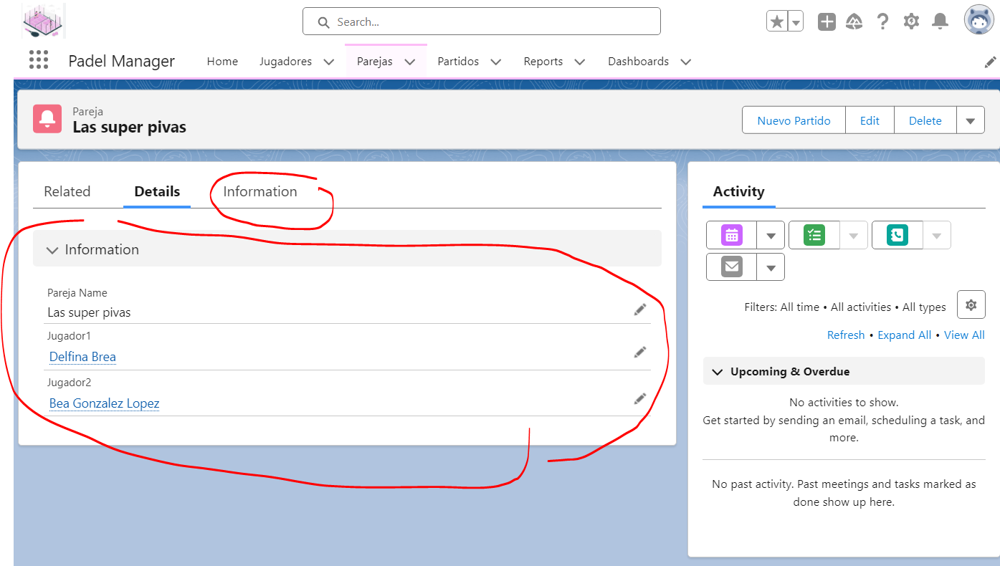 Search...
Padel Manager
Home
Jugadores
Parejas
Partidos
Reports
Dashboards
Pareja
Las super pivas
Nuevo Partido
Edit
Delete
Related
Details
Information
Information
Pareja Name
Las super pivas
Jugador1
Delfina Brea
Jugador2
Bea Gonzalez Lopez
Activity
Filters: All time • All activities • All types
Refresh • Expand All • View All
Upcoming & Overdue
No activities to show.
Get started by sending an email, scheduling a task, and
more.
No past activity. Past meetings and tasks marked as
done show up here.